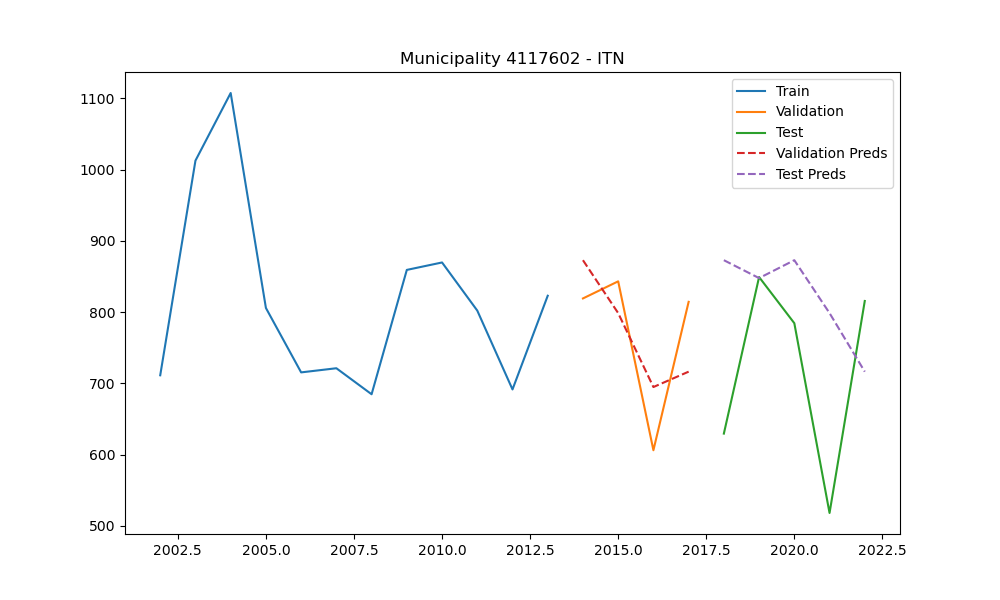 Municipality 4117602 - ITN
1100
1000
900
800
700
600
500
2002.5 2005.0 2007.5 2010.0 2012.5 2015.0 2017.5 2020.0 2022.5
Train
Validation
Test
Validation Preds
Test Preds